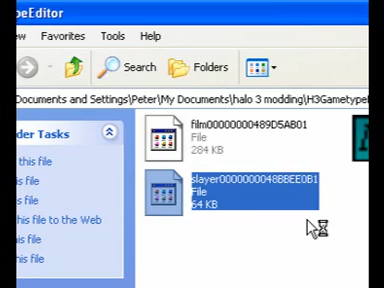 peEditor
ew Favorites Tools Help
Search Folders
Documents and Settings\Peter\My Documents\halo 3 modding\H3Gametype
der Tasks
film00000000489D5AB01
File
284 KB
this file
is file
slayer0000000048BBEE0B1
File
64 KB
is file
his file to the Web
is file
this file